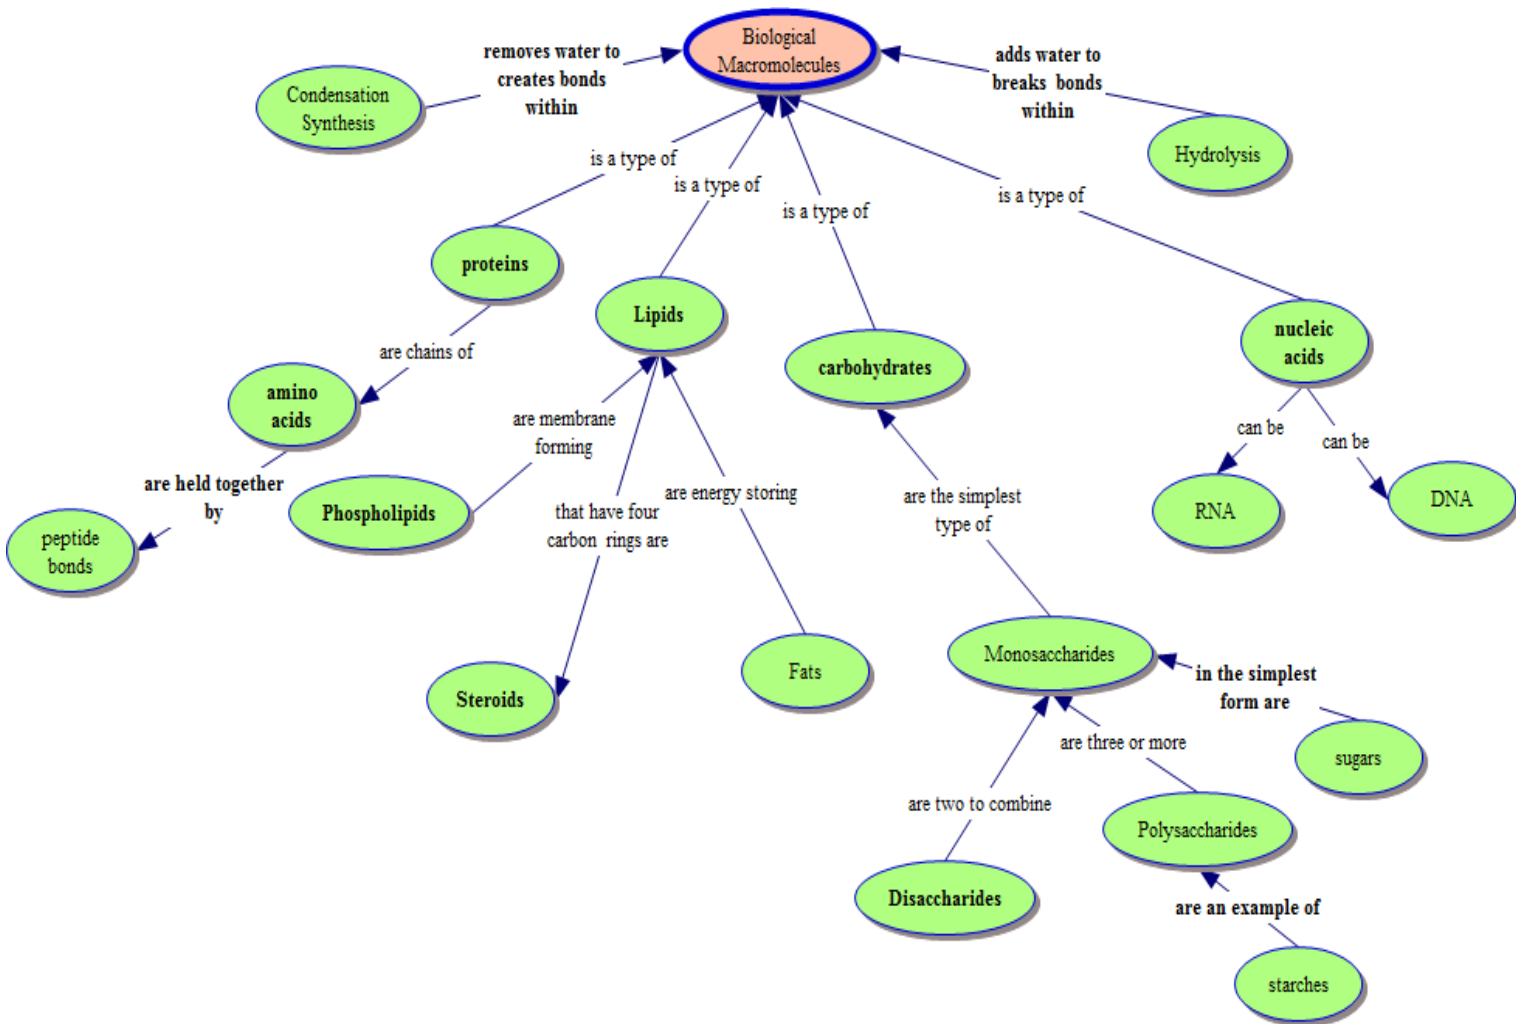 Biological
Macromolecules
removes water to
creates bonds
within
adds water to
breaks  bonds
within
Condensation
Synthesis
Hydrolysis
is a type of
is a type of
is a type of
is a type of
proteins
Lipids
carbohydrates
nucleic
acids
are chains of
amino
acids
are membrane
forming
can be
can be
are held together
by
Phospholipids
that have four
carbon  rings are
are energy storing
are the simplest
type of
RNA
DNA
peptide
bonds
Steroids
Fats
Monosaccharides
in the simplest
form are
are three or more
sugars
are two to combine
Polysaccharides
Disaccharides
are an example of
starches